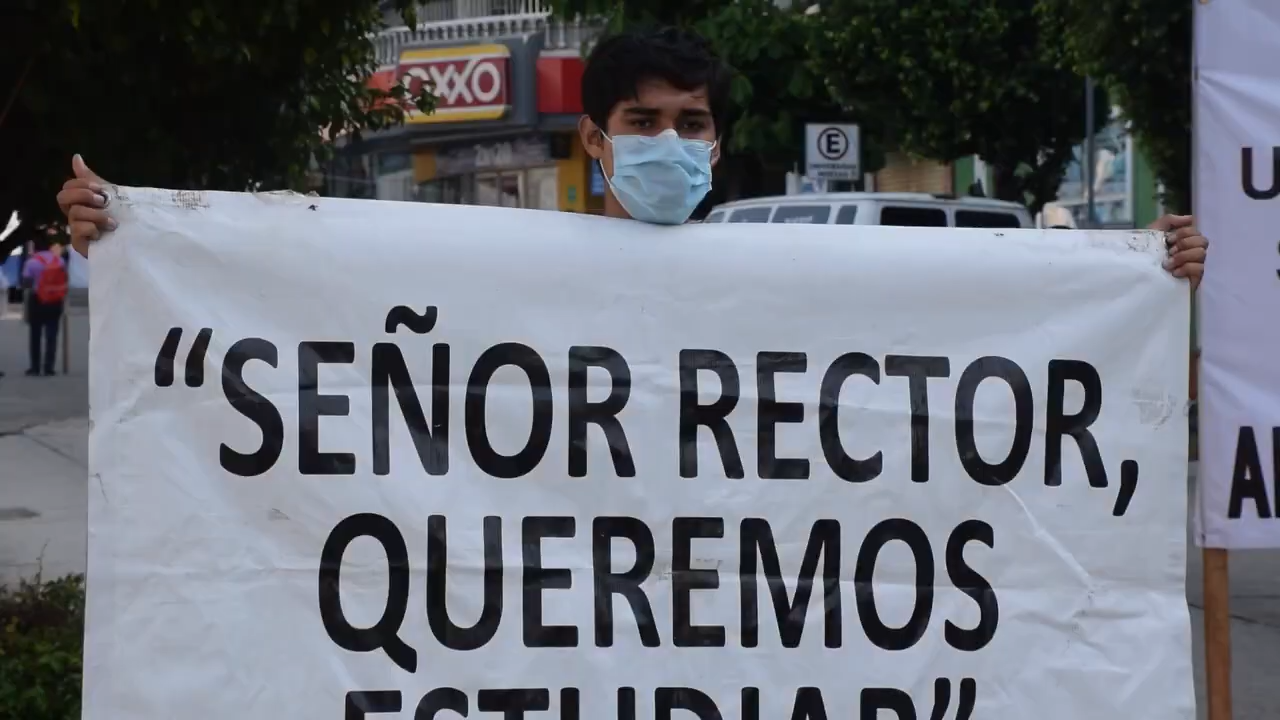 OXXO
E
“SEÑOR RECTOR,
QUEREMOS
ESTUDIAR”